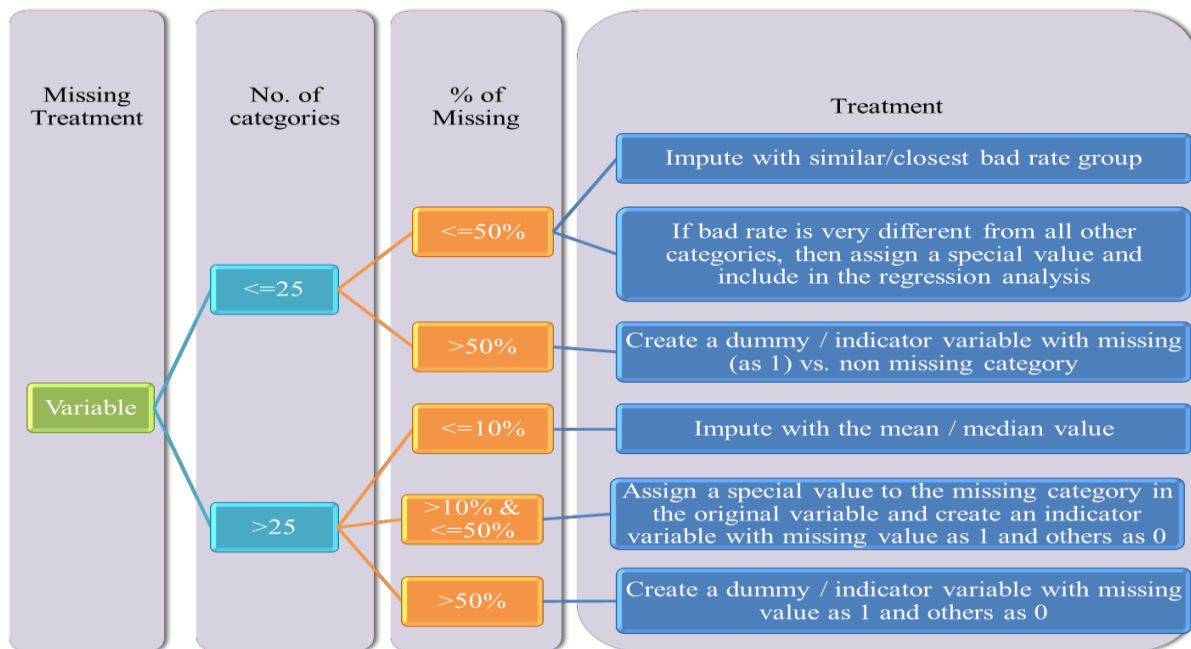 Missing
Treatment
No. of
categories
% of
Missing
Treatment
Variable
<=25
>25
<=50%
>50%
<=10%
>10% &
<=50%
>50%
Impute with similar/closest bad rate group
If bad rate is very different from all other
categories, then assign a special value and
include in the regression analysis
Create a dummy / indicator variable with missing
(as 1) vs. non missing category
Impute with the mean / median value
Assign a special value to the missing category in
the original variable and create an indicator
variable with missing value as 1 and others as 0
Create a dummy / indicator variable with missing
value as 1 and others as 0